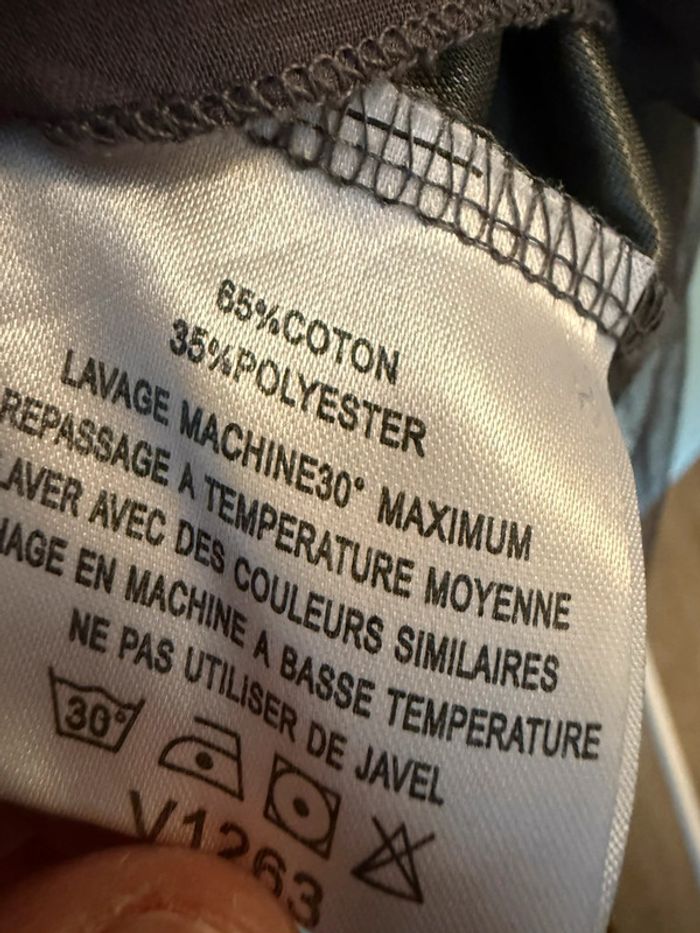 65%COTON
35%POLYESTER
LAVAGE MACHINE30° MAXIMUM
REPASSAGE A TEMPERATURE MOYENNE
LAVER AVEC DES COULEURS SIMILAIRES
HAGE EN MACHINE A BASSE TEMPERATURE
NE PAS UTILISER DE JAVEL
30°
V1263